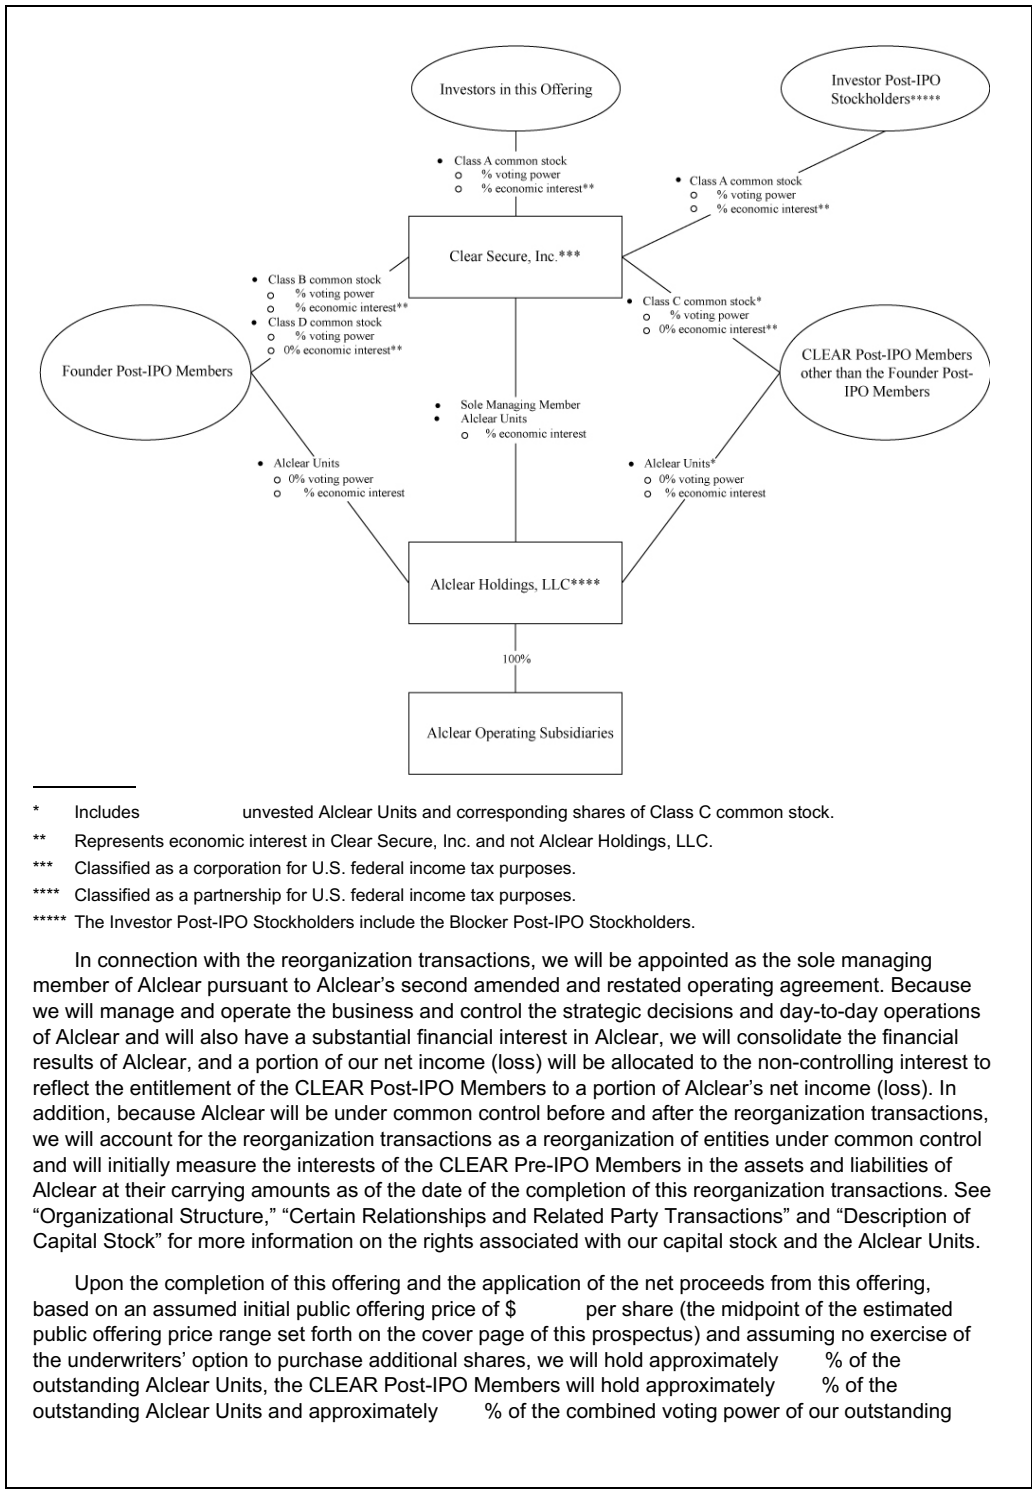 Investors in this Offering
Investor Post-IPO
Stockholders*****
• Class A common stock
o % voting power
o % economic interest**
• Class A common stock
o % voting power
o % economic interest**
Clear Secure, Inc.***
• Class B common stock
o % voting power
o % economic interest**
• Class D common stock
o % voting power
o 0% economic interest**
• Class C common stock*
o % voting power
o 0% economic interest**
Founder Post-IPO Members
CLEAR Post-IPO Members
other than the Founder Post-
IPO Members
• Sole Managing Member
• Alclear Units
o % economic interest
• Alclear Units
o 0% voting power
o % economic interest
• Alclear Units*
o 0% voting power
o % economic interest
Alclear Holdings, LLC****
100%
Alclear Operating Subsidiaries
* Includes unvested Alclear Units and corresponding shares of Class C common stock.
** Represents economic interest in Clear Secure, Inc. and not Alclear Holdings, LLC.
*** Classified as a corporation for U.S. federal income tax purposes.
**** Classified as a partnership for U.S. federal income tax purposes.
***** The Investor Post-IPO Stockholders include the Blocker Post-IPO Stockholders.
In connection with the reorganization transactions, we will be appointed as the sole managing
member of Alclear pursuant to Alclear’s second amended and restated operating agreement. Because
we will manage and operate the business and control the strategic decisions and day-to-day operations
of Alclear and will also have a substantial financial interest in Alclear, we will consolidate the financial
results of Alclear, and a portion of our net income (loss) will be allocated to the non-controlling interest to
reflect the entitlement of the CLEAR Post-IPO Members to a portion of Alclear’s net income (loss). In
addition, because Alclear will be under common control before and after the reorganization transactions,
we will account for the reorganization transactions as a reorganization of entities under common control
and will initially measure the interests of the CLEAR Pre-IPO Members in the assets and liabilities of
Alclear at their carrying amounts as of the date of the completion of this reorganization transactions. See
“Organizational Structure,” “Certain Relationships and Related Party Transactions” and “Description of
Capital Stock” for more information on the rights associated with our capital stock and the Alclear Units.
Upon the completion of this offering and the application of the net proceeds from this offering,
based on an assumed initial public offering price of $ per share (the midpoint of the estimated
public offering price range set forth on the cover page of this prospectus) and assuming no exercise of
the underwriters’ option to purchase additional shares, we will hold approximately % of the
outstanding Alclear Units, the CLEAR Post-IPO Members will hold approximately % of the
outstanding Alclear Units and approximately % of the combined voting power of our outstanding